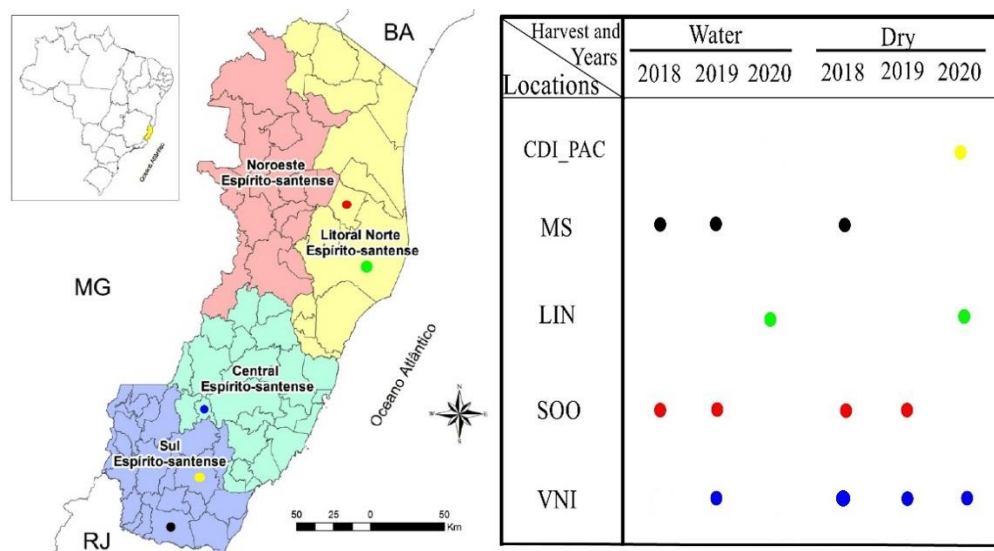 BA
Noroeste
Espírito-santense
Litoral Norte
Espírito-santense
MG
Central
Espírito-santense
Oceano Atlântico
Sul
Espírito-santense
RJ
N
W
E
S
50
0
50
Km
Oceano Atlântico
Harvest and
Years
Locations
Water
Dry
2018 2019 2020 2018 2019 2020
CDI_PAC
MS
LIN
SOO
VNI